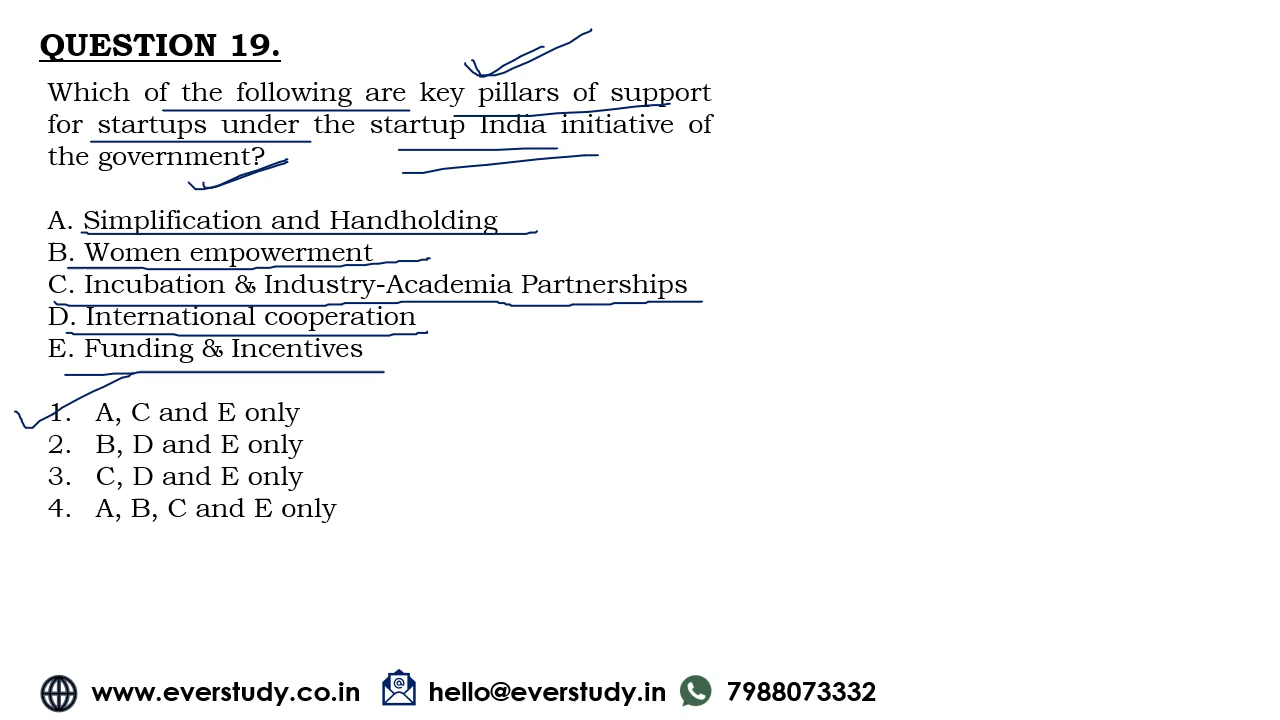 QUESTION 19.
Which of the following are key pillars of support
for startups under the startup India initiative of
the government?
A. Simplification and Handholding
B. Women empowerment
C. Incubation & Industry-Academia Partnerships
D. International cooperation
E. Funding & Incentives
1. A, C and E only
2. B, D and E only
3. C, D and E only
4. A, B, C and E only
www.everstudy.co.in hello@everstudy.in 7988073332